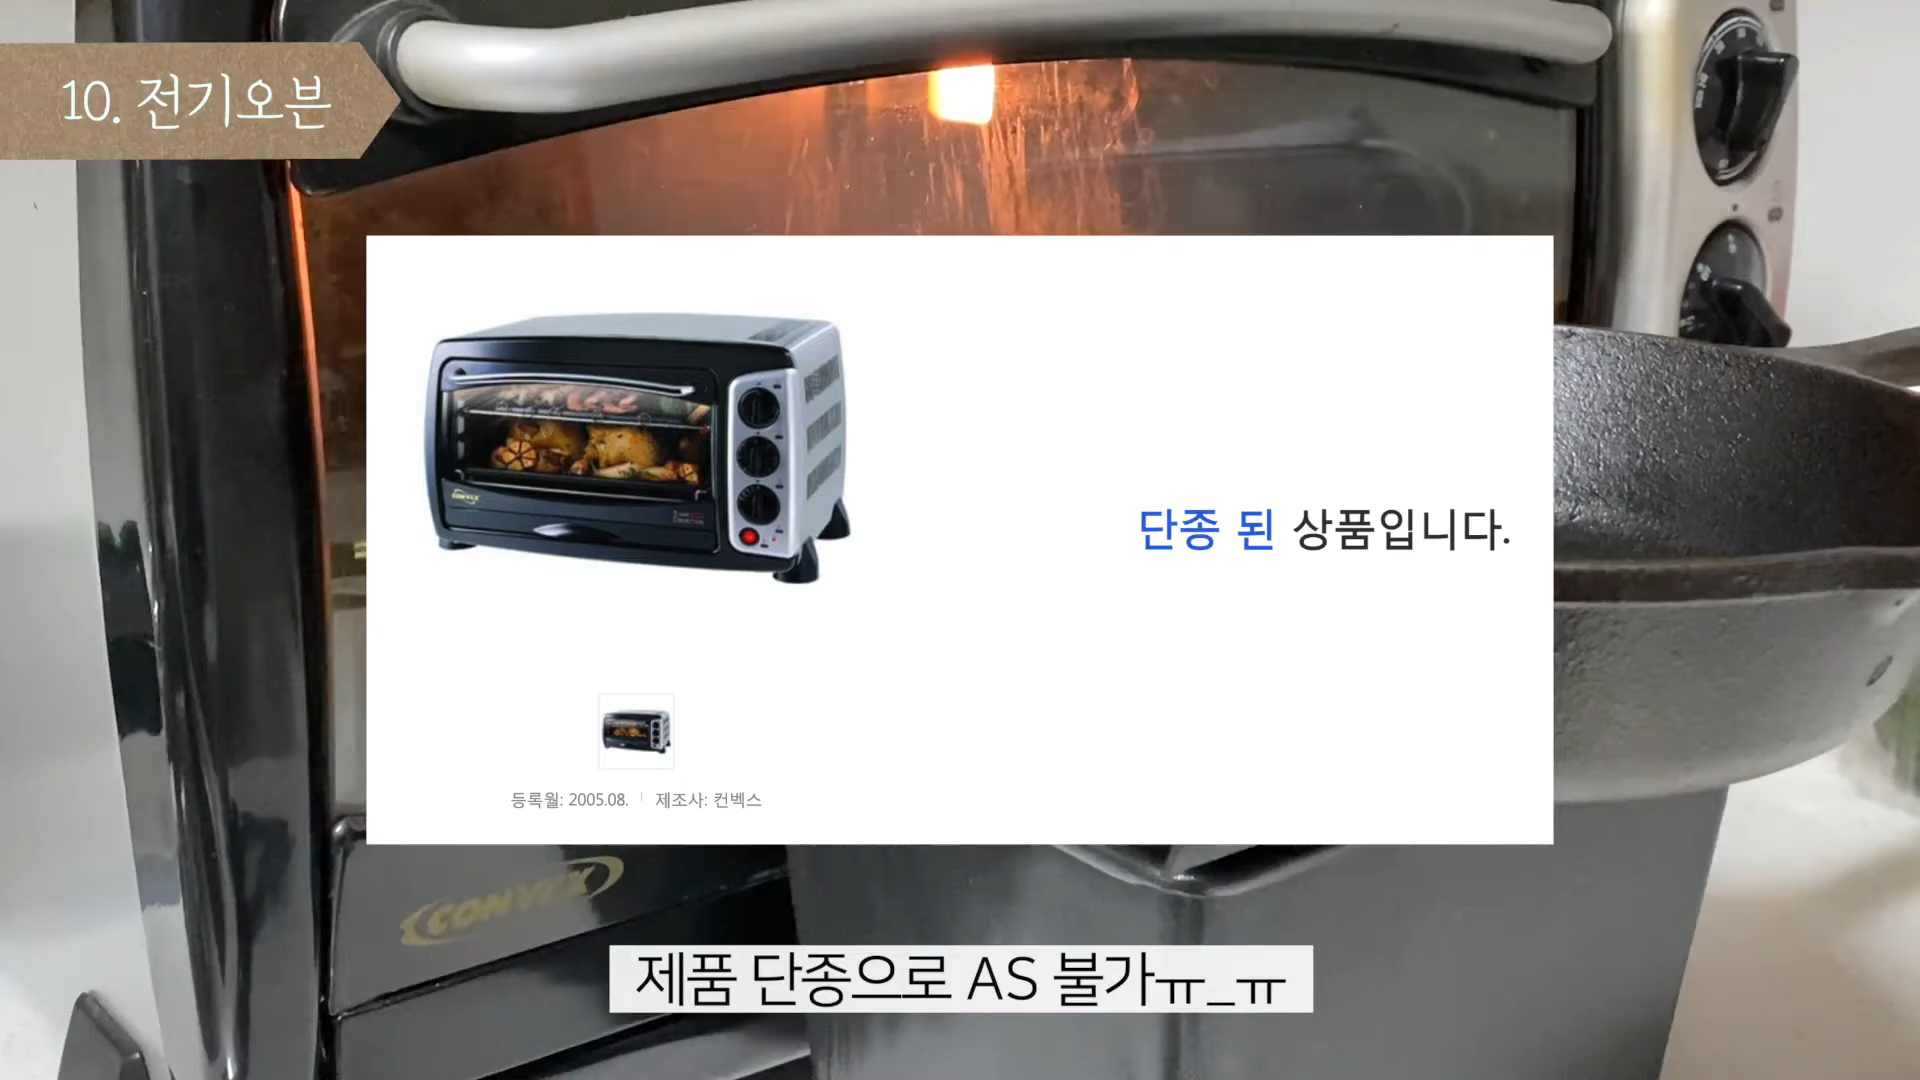 10. 전기오븐
단종 된 상품입니다.
등록월: 2005.08. 제조사: 컨벡스
CONVEX
제품 단종으로 AS 불가ㅠ_ㅠ